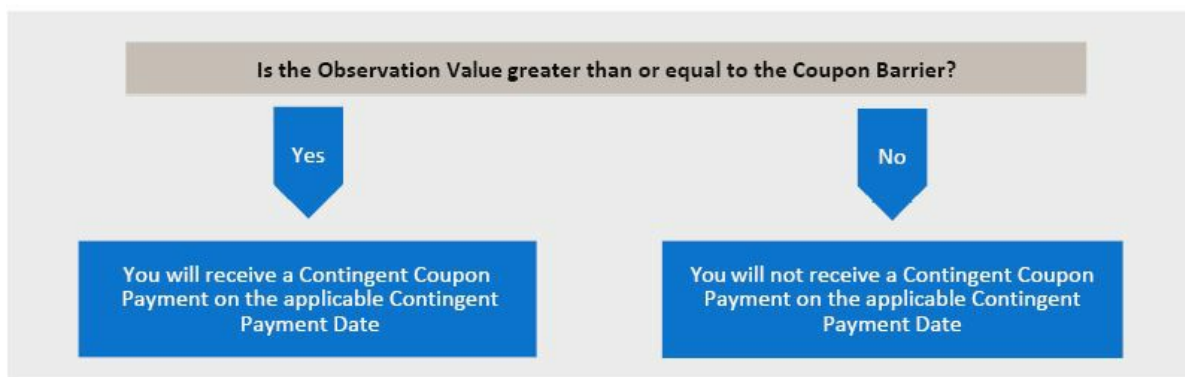 Is the Observation Value greater than or equal to the Coupon Barrier?
Yes
No
You will receive a Contingent Coupon
Payment on the applicable Contingent
Payment Date
You will not receive a Contingent Coupon
Payment on the applicable Contingent
Payment Date